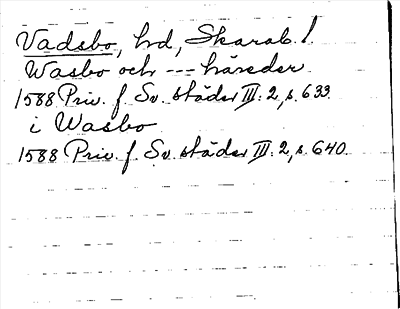 Vadsbo, hd, Skarab. l.
Wasbo och --- häreder
1588 Priv. f. Sv. städer III: 2, s. 633.
i Wasbo
1588 Priv. f. Sv. städer III: 2, s. 640.